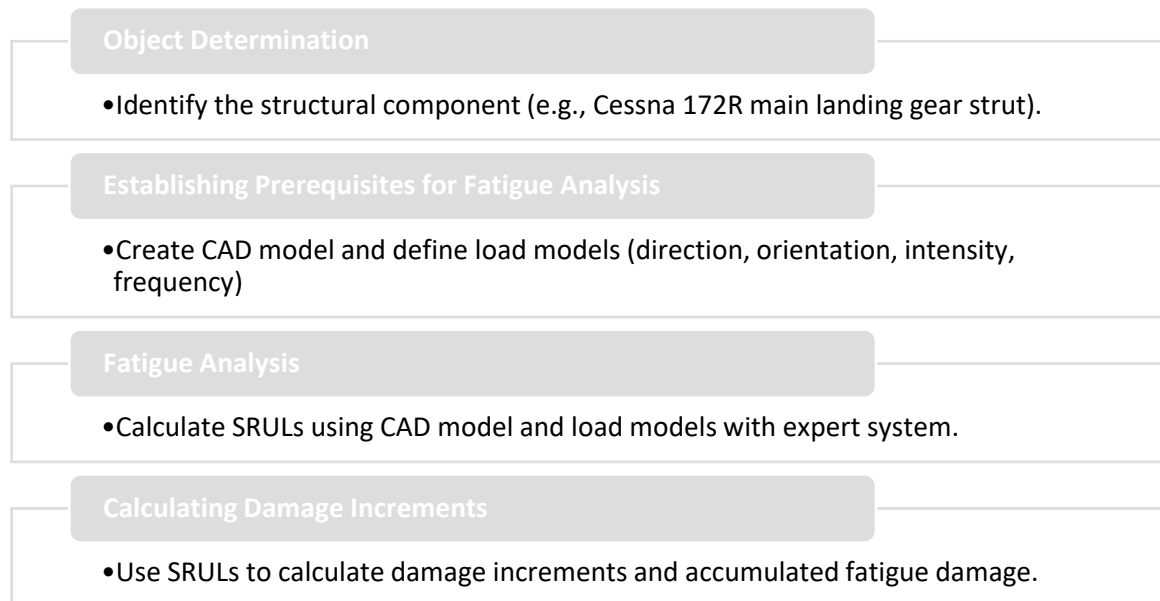 Object Determination
•Identify the structural component (e.g., Cessna 172R main landing gear strut).
Establishing Prerequisites for Fatigue Analysis
•Create CAD model and define load models (direction, orientation, intensity,
frequency)
Fatigue Analysis
•Calculate SRULs using CAD model and load models with expert system.
Calculating Damage Increments
•Use SRULs to calculate damage increments and accumulated fatigue damage.